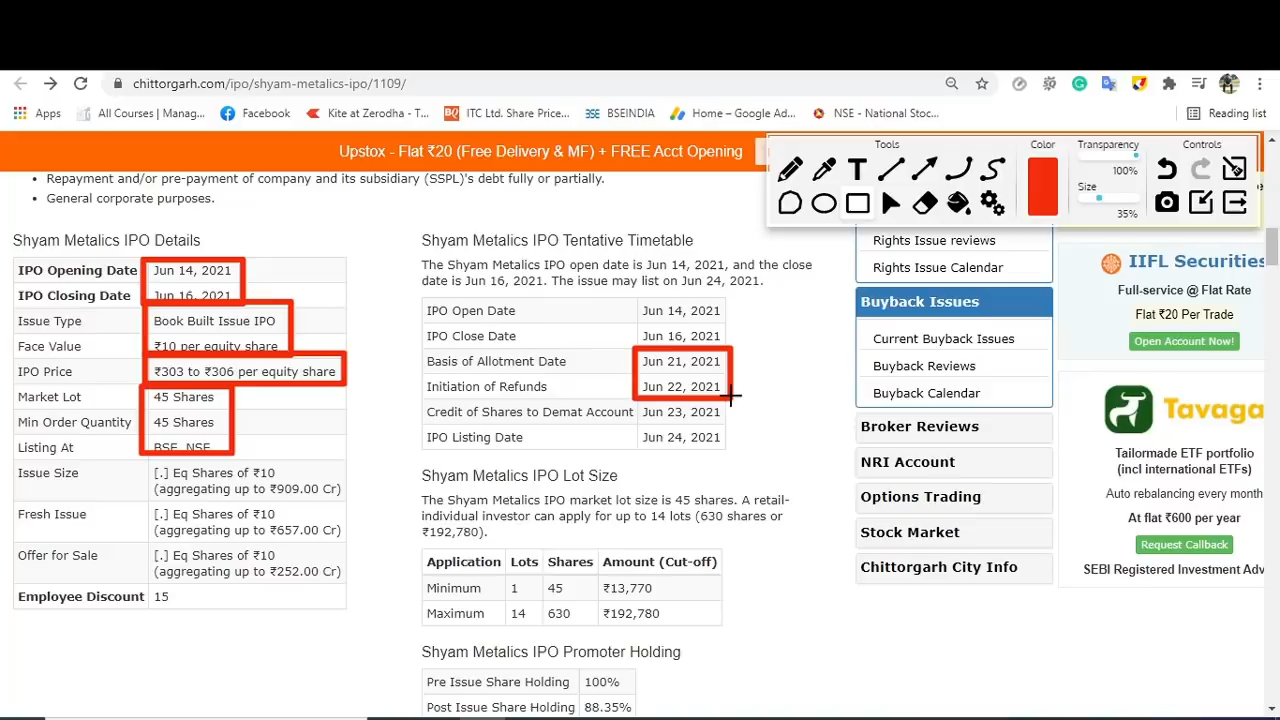 chittorgarh.com/ipo/shyam-metalics-ipo/1109/
Apps
All Courses | Manag...
Facebook
Kite at Zerodha - T...
ITC Ltd. Share Price...
BSEINDIA
Home – Google Ad...
NSE - National Stoc...
Reading list
Upstox - Flat ₹20 (Free Delivery & MF) + FREE Acct Opening
Tools
Color
Transparency
100%
Size
35%
Controls
Repayment and/or pre-payment of company and its subsidiary (SSPL)'s debt fully or partially.
General corporate purposes.
Shyam Metalics IPO Details
IPO Opening Date Jun 14, 2021
IPO Closing Date Jun 16, 2021
Issue Type Book Built Issue IPO
Face Value ₹10 per equity share
IPO Price ₹303 to ₹306 per equity share
Market Lot 45 Shares
Min Order Quantity 45 Shares
Listing At BSE, NSE
Issue Size [.] Eq Shares of ₹10
(aggregating up to ₹909.00 Cr)
Fresh Issue [.] Eq Shares of ₹10
(aggregating up to ₹657.00 Cr)
Offer for Sale [.] Eq Shares of ₹10
(aggregating up to ₹252.00 Cr)
Employee Discount 15
Shyam Metalics IPO Tentative Timetable
The Shyam Metalics IPO open date is Jun 14, 2021, and the close
date is Jun 16, 2021. The issue may list on Jun 24, 2021.
IPO Open Date Jun 14, 2021
IPO Close Date Jun 16, 2021
Basis of Allotment Date Jun 21, 2021
Initiation of Refunds Jun 22, 2021
Credit of Shares to Demat Account Jun 23, 2021
IPO Listing Date Jun 24, 2021
Shyam Metalics IPO Lot Size
The Shyam Metalics IPO market lot size is 45 shares. A retail-
individual investor can apply for up to 14 lots (630 shares or
₹192,780).
Application Lots Shares Amount (Cut-off)
Minimum 1 45 ₹13,770
Maximum 14 630 ₹192,780
Shyam Metalics IPO Promoter Holding
Pre Issue Share Holding 100%
Post Issue Share Holding 88.35%
Rights Issue reviews
Rights Issue Calendar
Buyback Issues
Current Buyback Issues
Buyback Reviews
Buyback Calendar
Broker Reviews
NRI Account
Options Trading
Stock Market
Chittorgarh City Info
IIFL Securities
Full-service @ Flat Rate
Flat ₹20 Per Trade
Open Account Now!
Tavaga
Tailormade ETF portfolio
(incl international ETFs)
Auto rebalancing every month
At flat ₹600 per year
Request Callback
SEBI Registered Investment Adv